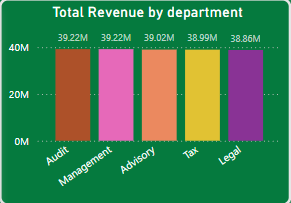 Total Revenue by department
39.22M 39.22M 39.02M 38.99M 38.86M
40M
20M
0M
Audit Management Advisory Tax Legal